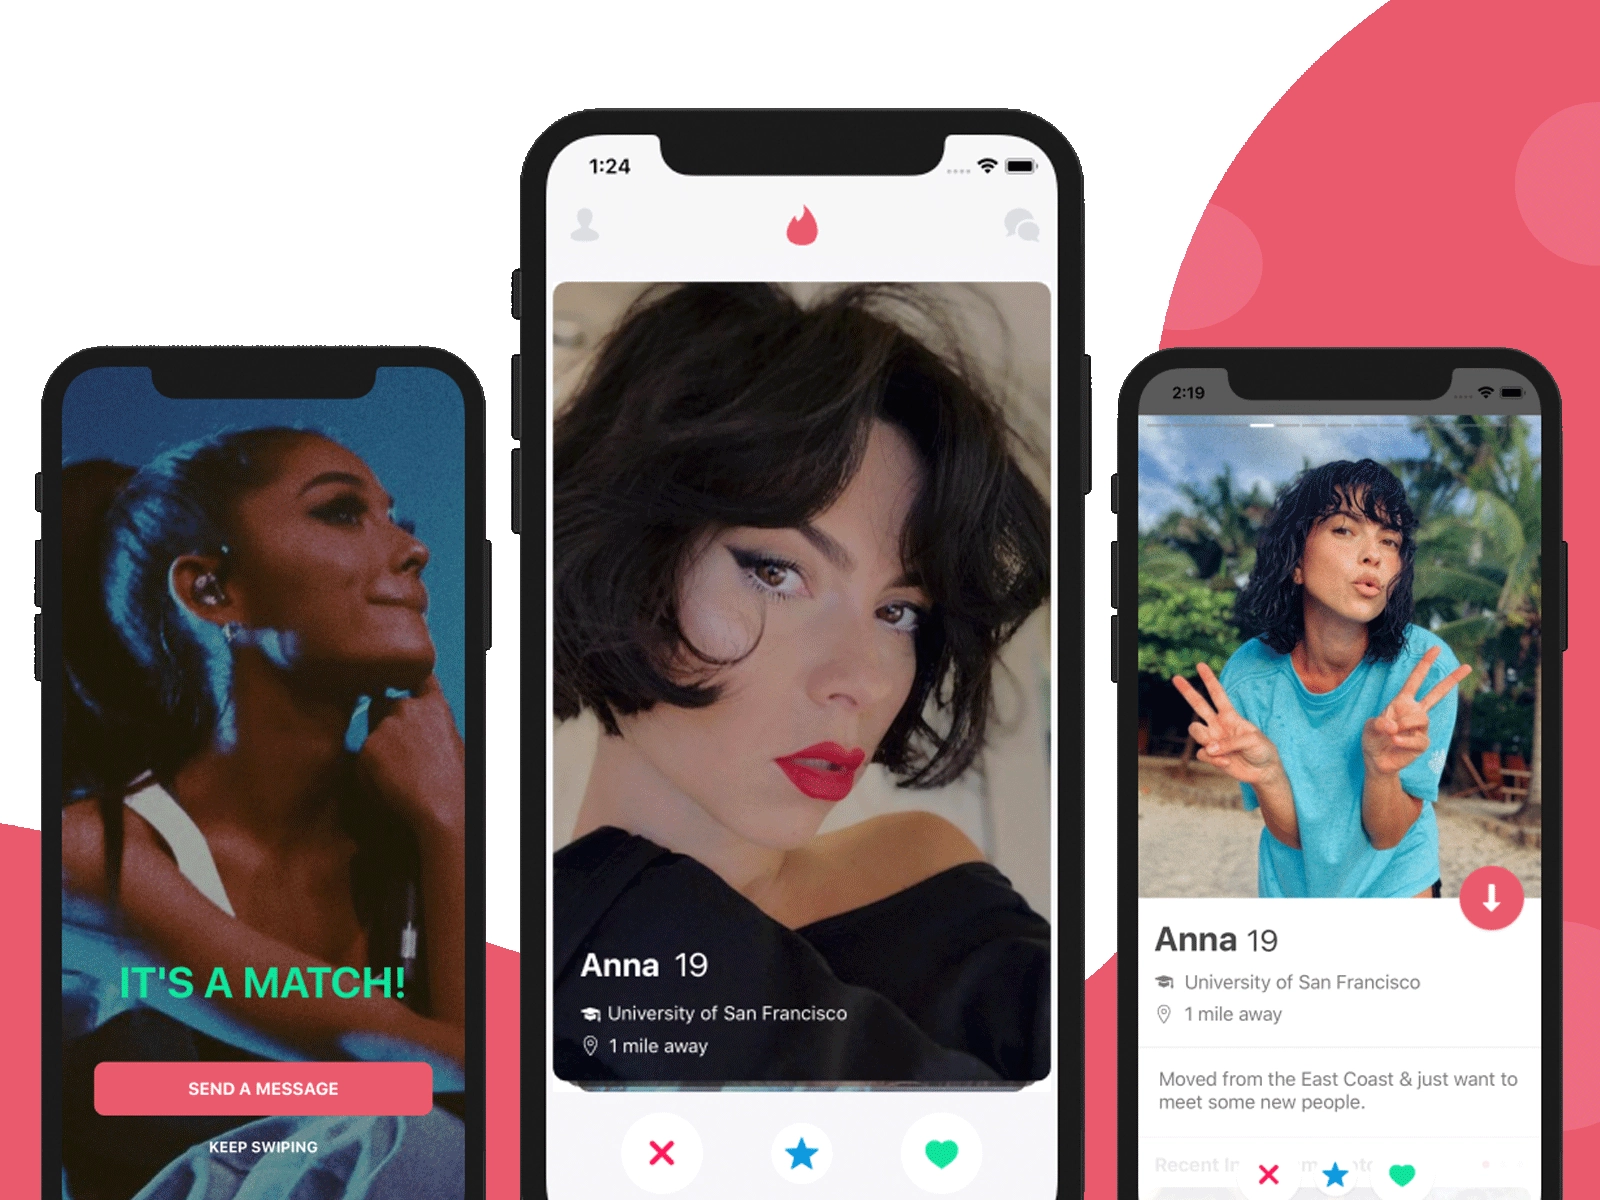 IT'S A MATCH!
SEND A MESSAGE
KEEP SWIPING
1:24
Anna 19
University of San Francisco
1 mile away
2:19
Anna 19
University of San Francisco
1 mile away
Moved from the East Coast & just want to
meet some new people.
Recent